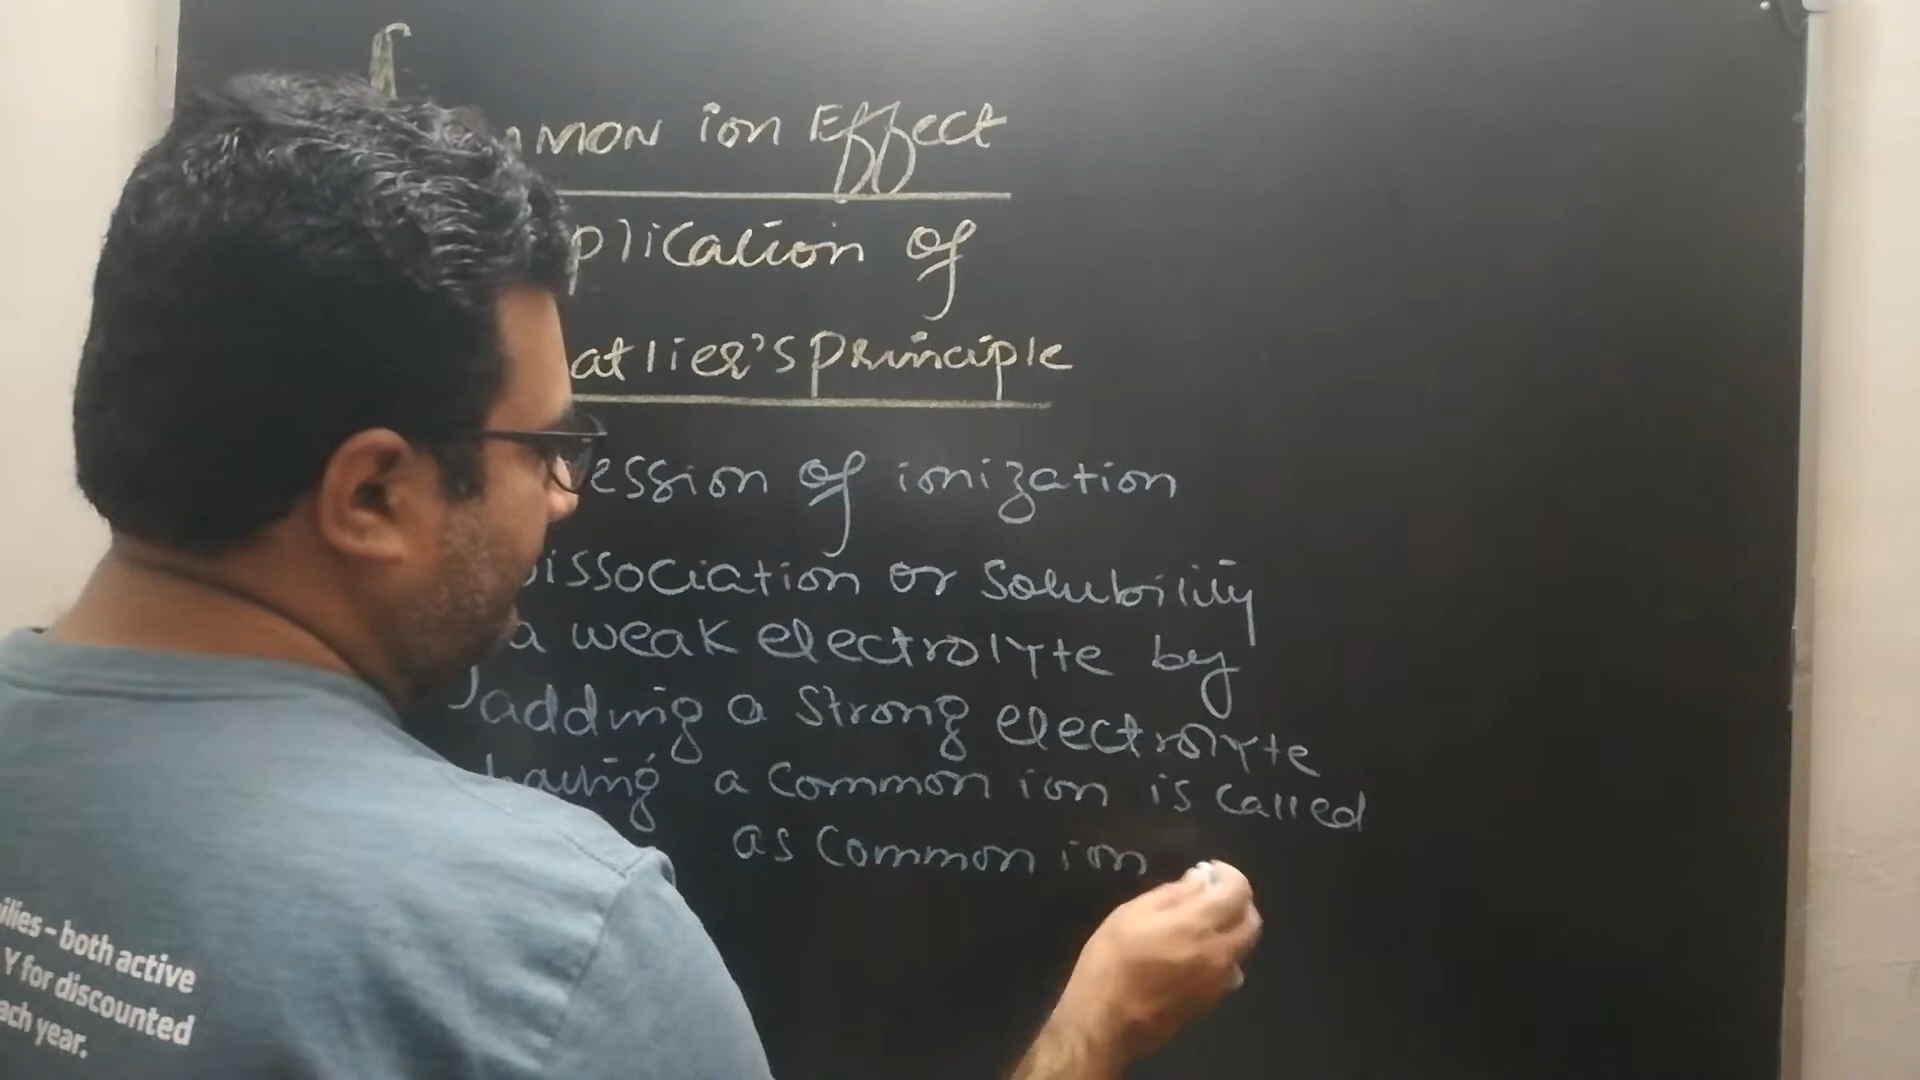 MMON ion Effect
plication of
atlier's principle
ession of ionization
issociation or Solubility
a weak electrolyte by
adding a Strong electrolyte
having a Common ion is Called
as Common ion
ilies – both active
Y for discounted
ach year.